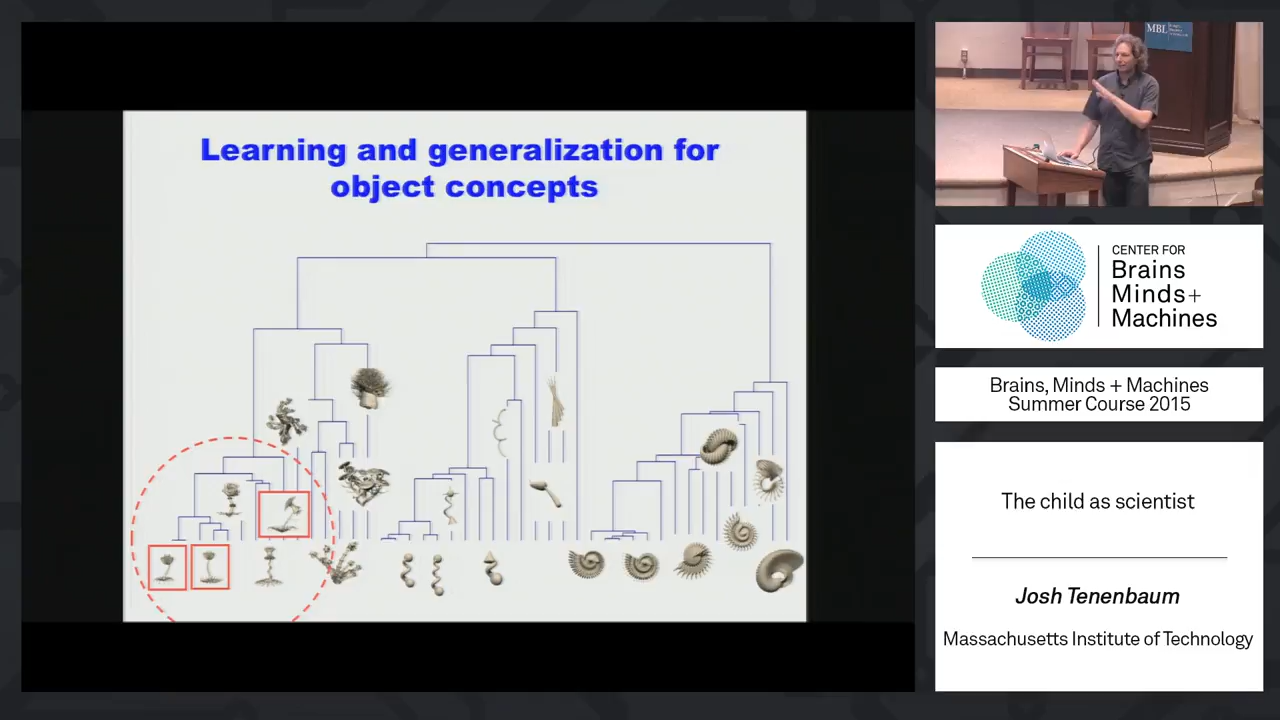 Learning and generalization for
object concepts
MBL
CENTER FOR
Brains
Minds+
Machines
Brains, Minds + Machines
Summer Course 2015
The child as scientist
Josh Tenenbaum
Massachusetts Institute of Technology